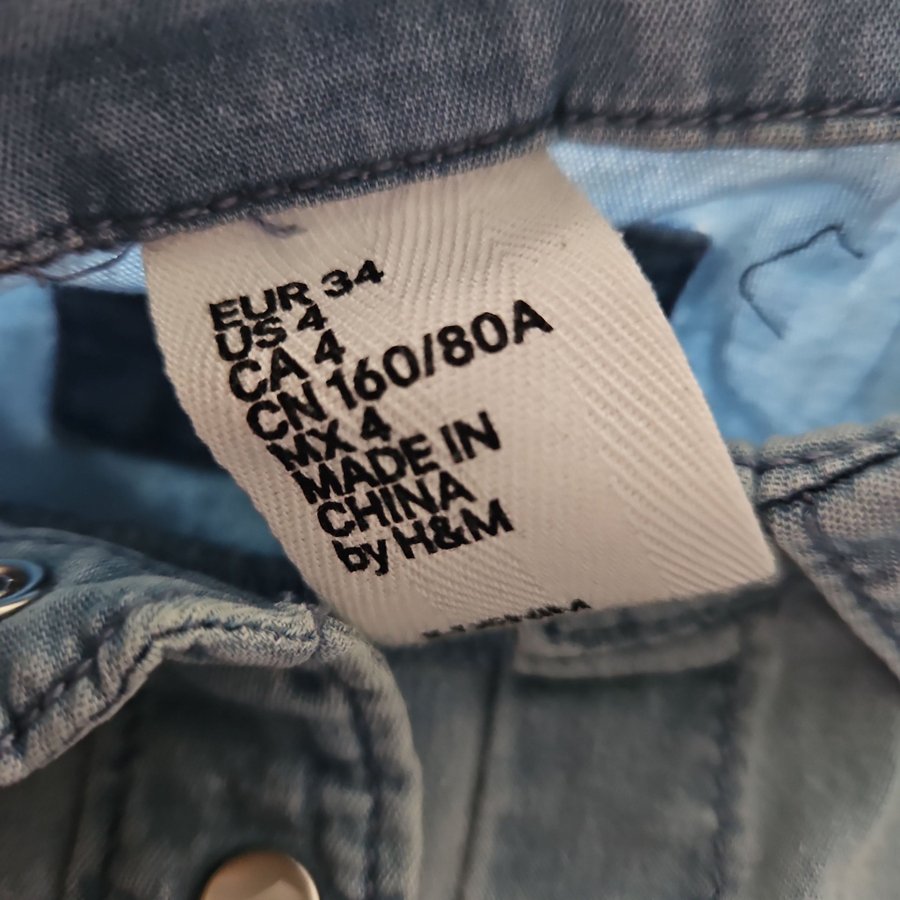 EUR 34
US 4
CA 4
CN 160/80A
MX 4
MADE IN
CHINA
by H&M